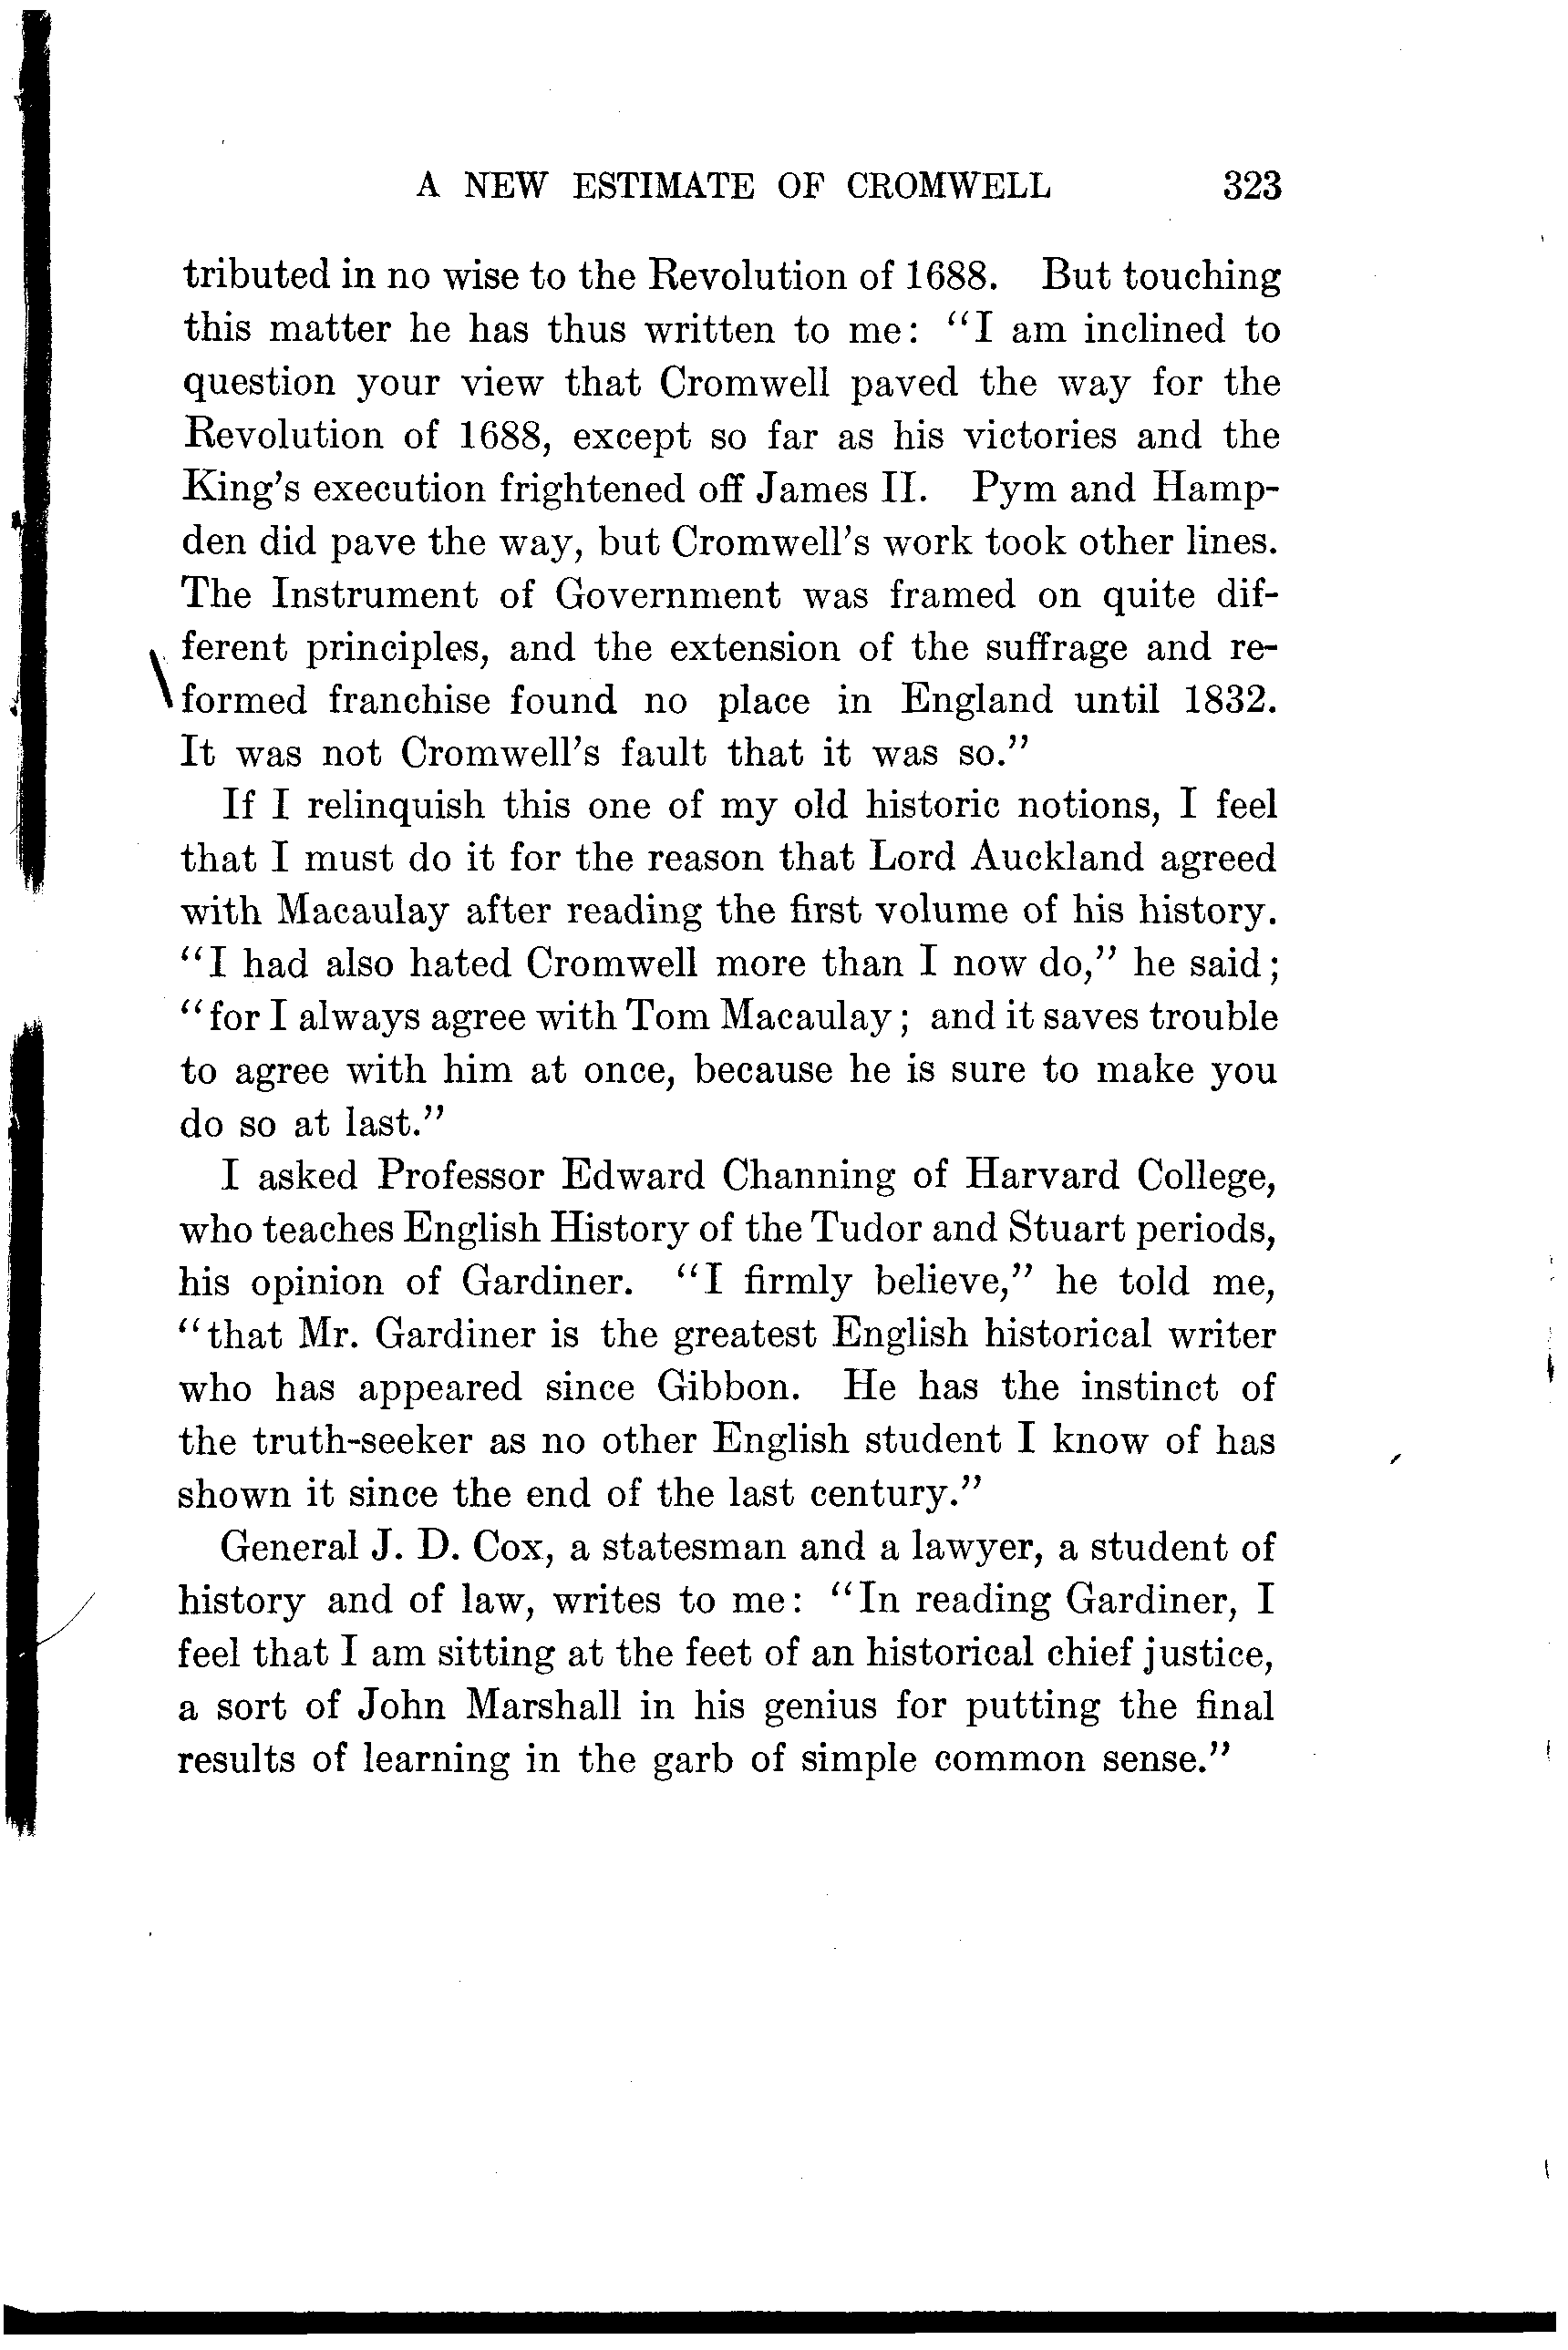 A NEW ESTIMATE OF CROMWELL 323
tributed in no wise to the Revolution of 1688. But touching
this matter he has thus written to me: "I am inclined to
question your view that Cromwell paved the way for the
Revolution of 1688, except so far as his victories and the
King's execution frightened off James II. Pym and Hamp-
den did pave the way, but Cromwell's work took other lines.
The Instrument of Government was framed on quite dif-
ferent principles, and the extension of the suffrage and re-
formed franchise found no place in England until 1832.
It was not Cromwell's fault that it was so."
If I relinquish this one of my old historic notions, I feel
that I must do it for the reason that Lord Auckland agreed
with Macaulay after reading the first volume of his history.
"I had also hated Cromwell more than I now do," he said;
"for I always agree with Tom Macaulay; and it saves trouble
to agree with him at once, because he is sure to make you
do so at last."
I asked Professor Edward Channing of Harvard College,
who teaches English History of the Tudor and Stuart periods,
his opinion of Gardiner. "I firmly believe," he told me,
"that Mr. Gardiner is the greatest English historical writer
who has appeared since Gibbon. He has the instinct of
the truth-seeker as no other English student I know of has
shown it since the end of the last century."
General J. D. Cox, a statesman and a lawyer, a student of
history and of law, writes to me: "In reading Gardiner, I
feel that I am sitting at the feet of an historical chief justice,
a sort of John Marshall in his genius for putting the final
results of learning in the garb of simple common sense."